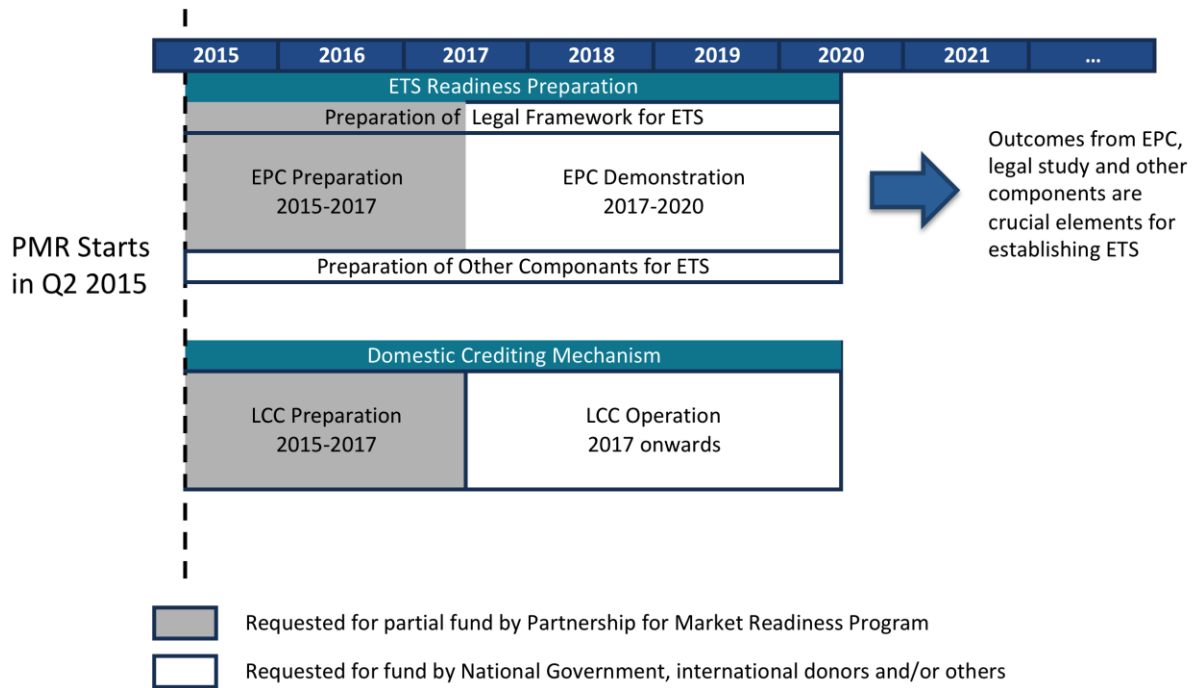 2015 2016 2017 2018 2019 2020 2021 ...
ETS Readiness Preparation
Preparation of Legal Framework for ETS
EPC Preparation
2015-2017
EPC Demonstration
2017-2020
Preparation of Other Componants for ETS
Outcomes from EPC,
legal study and other
components are
crucial elements for
establishing ETS
PMR Starts
in Q2 2015
Domestic Crediting Mechanism
LCC Preparation
2015-2017
LCC Operation
2017 onwards
Requested for partial fund by Partnership for Market Readiness Program
Requested for fund by National Government, international donors and/or others